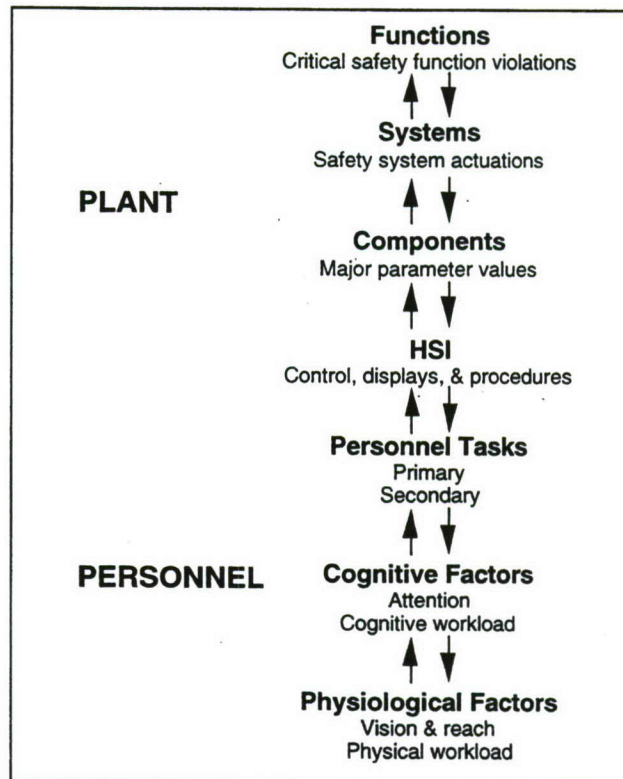 Functions
Critical safety function violations
Systems
Safety system actuations
PLANT
Components
Major parameter values
HSI
Control, displays, & procedures
Personnel Tasks
Primary
Secondary
PERSONNEL
Cognitive Factors
Attention
Cognitive workload
Physiological Factors
Vision & reach
Physical workload